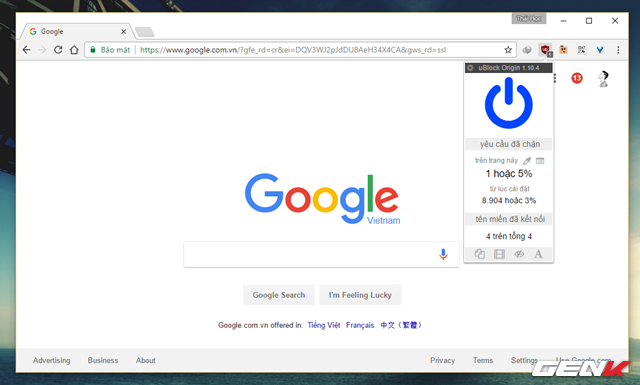 Thái Học
Google
Bảo mật | https://www.google.com.vn/?gfe_rd=cr&ei=DQV3WJ2pJdDU8AeH34X4CA&gws_rd=ssl
1
uBlock Origin 1.10.4
13
yêu cầu đã chặn
trên trang này
1 hoặc 5%
từ lúc cài đặt
8.904 hoặc 3%
tên miền đã kết nối
4 trên tổng 4
A
Google
Vietnam
Google Search
I'm Feeling Lucky
Google.com.vn offered in: Tiếng Việt Français 中文（繁體）
Advertising Business About Privacy Terms Settings Use Google.com
GENK